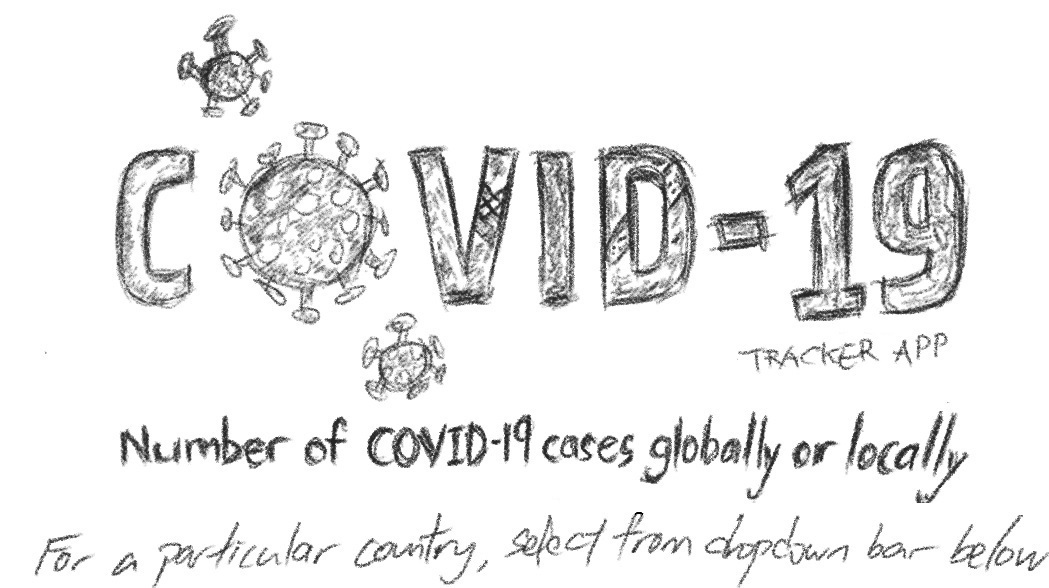 COVID-19
TRACKER APP
Number of COVID-19 cases globally or locally
For a particular country, select from dropdown bar below